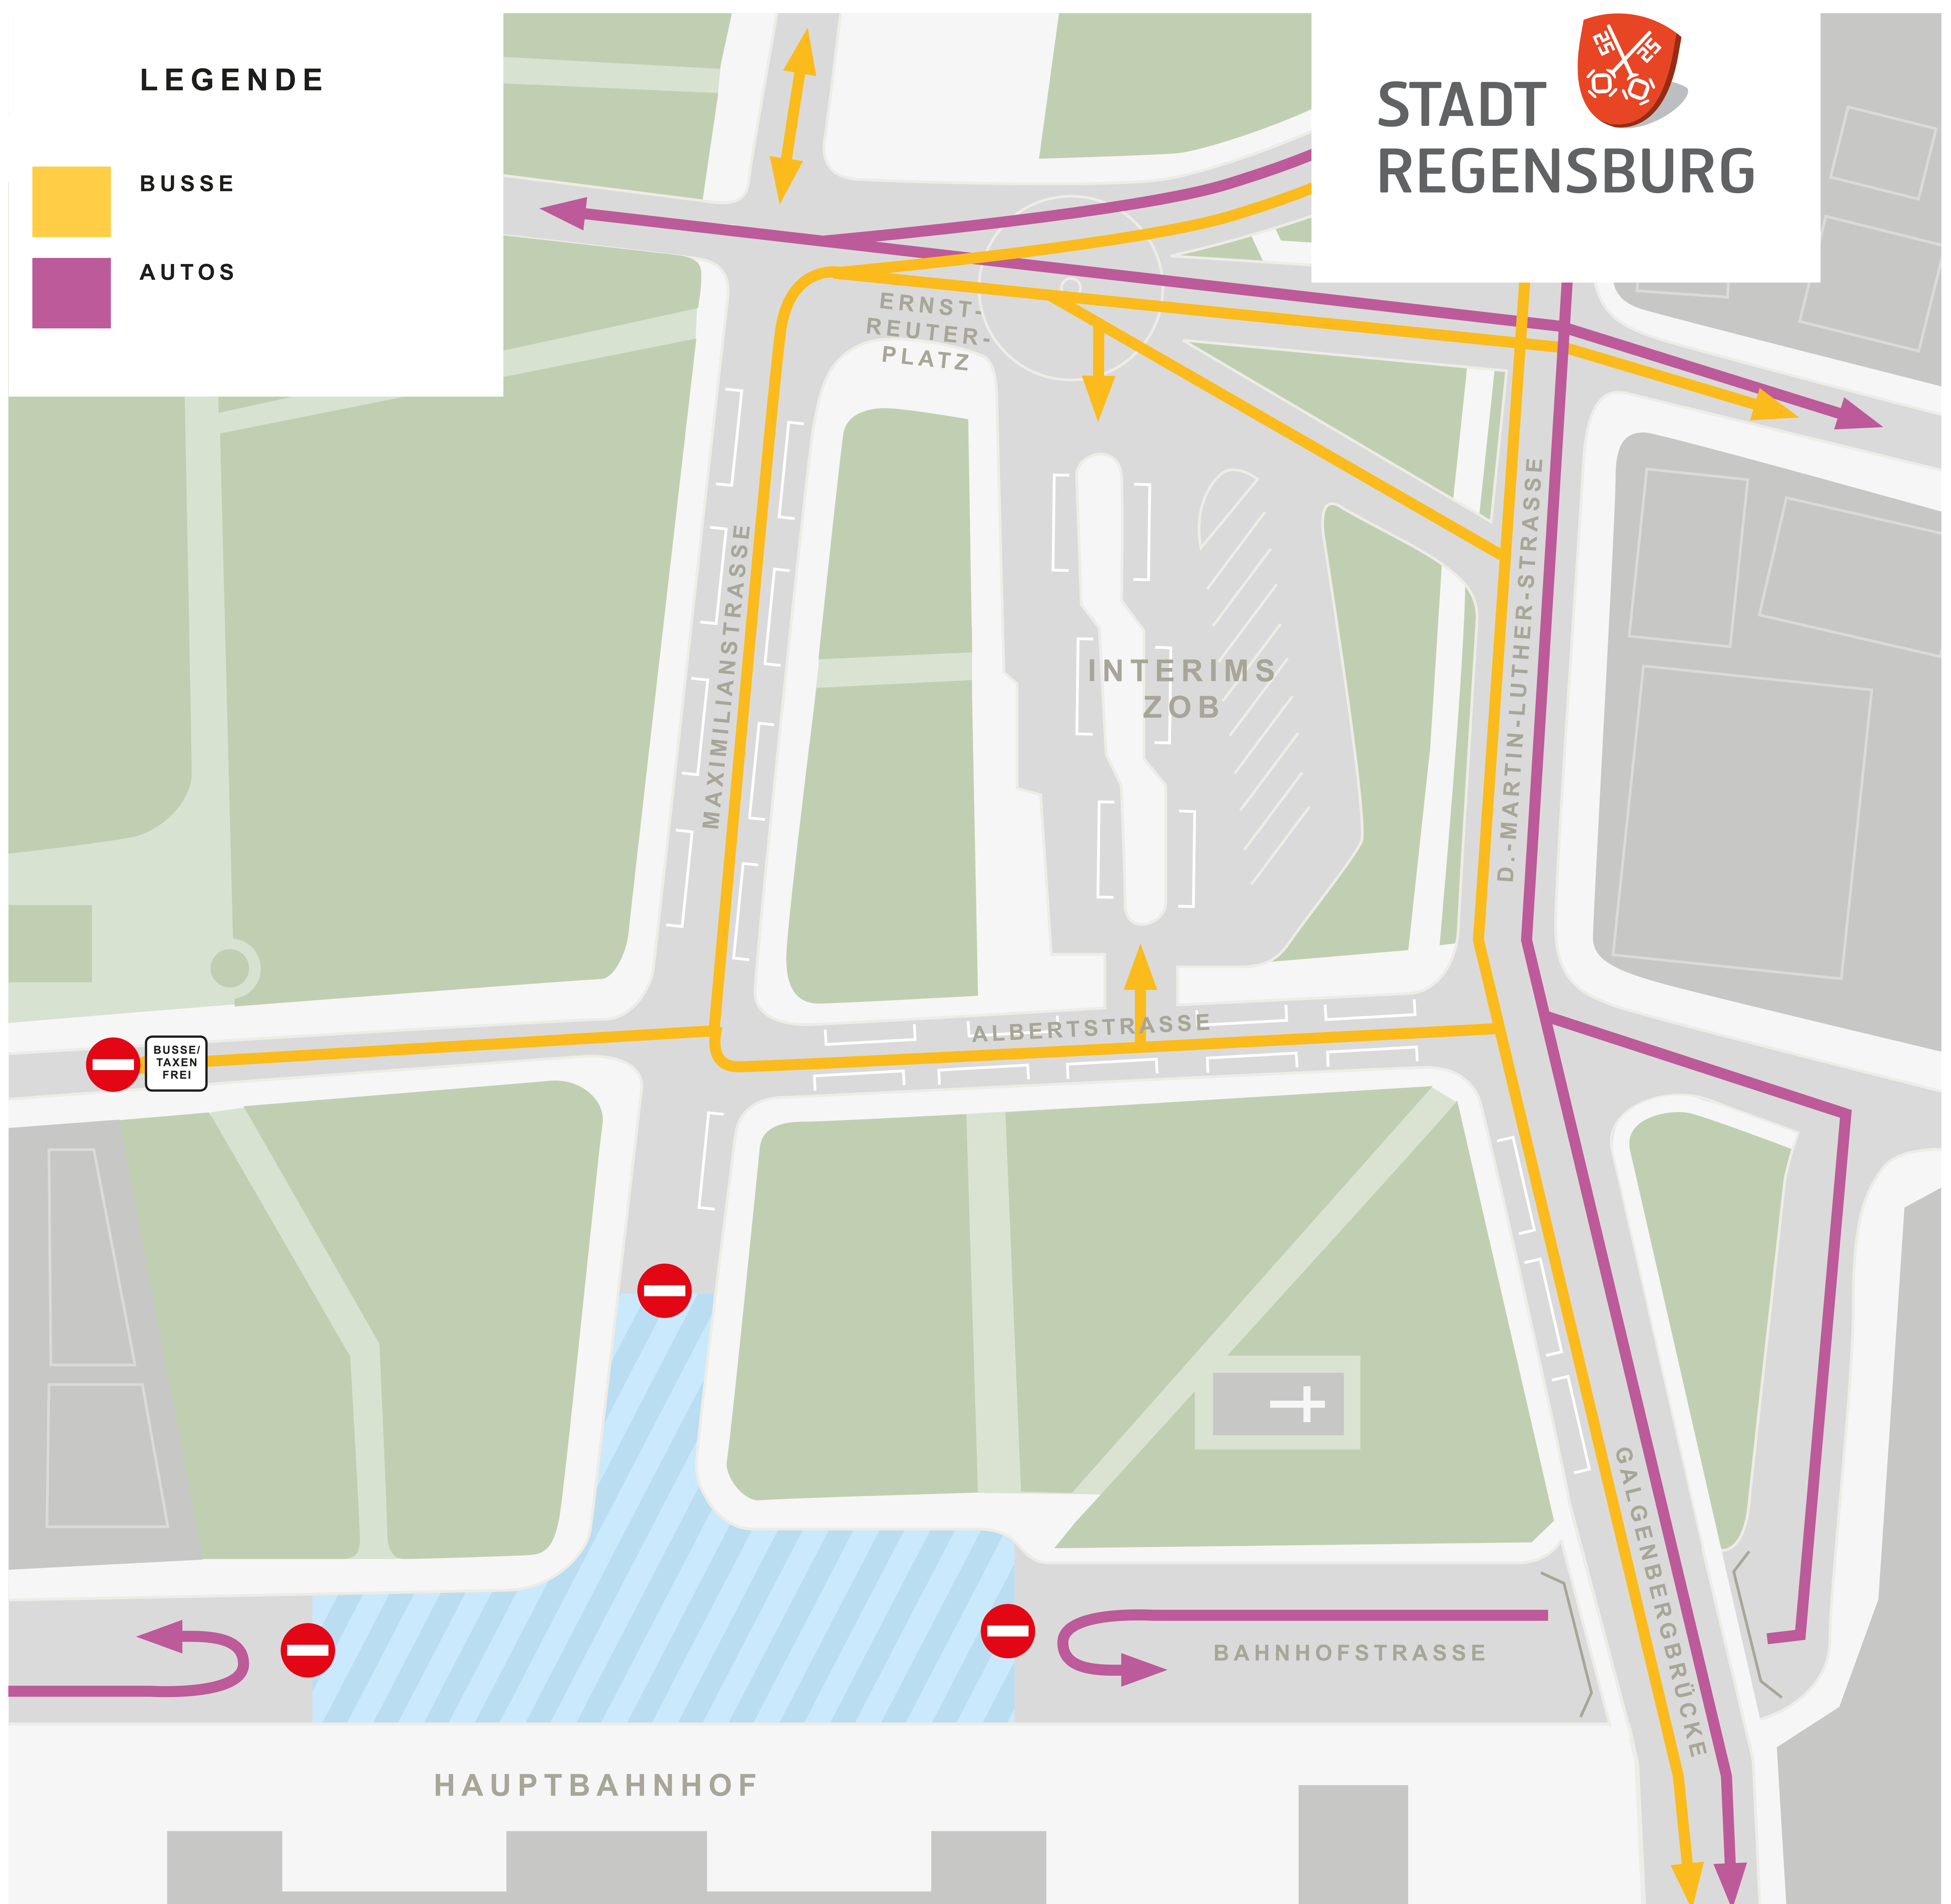 LEGENDE
BUSSE
AUTOS
STADT
REGENSBURG
ERNST-
REUTER-
PLATZ
MAXIMILIANSTRASSE
D.-MARTIN-LUTHER-STRASSE
INTERIMS
ZOB
ALBERTSTRASSE
BUSSE/
TAXEN
FREI
GALGENBERGBRÜCKE
BAHNHOFSTRASSE
HAUPTBAHNHOF